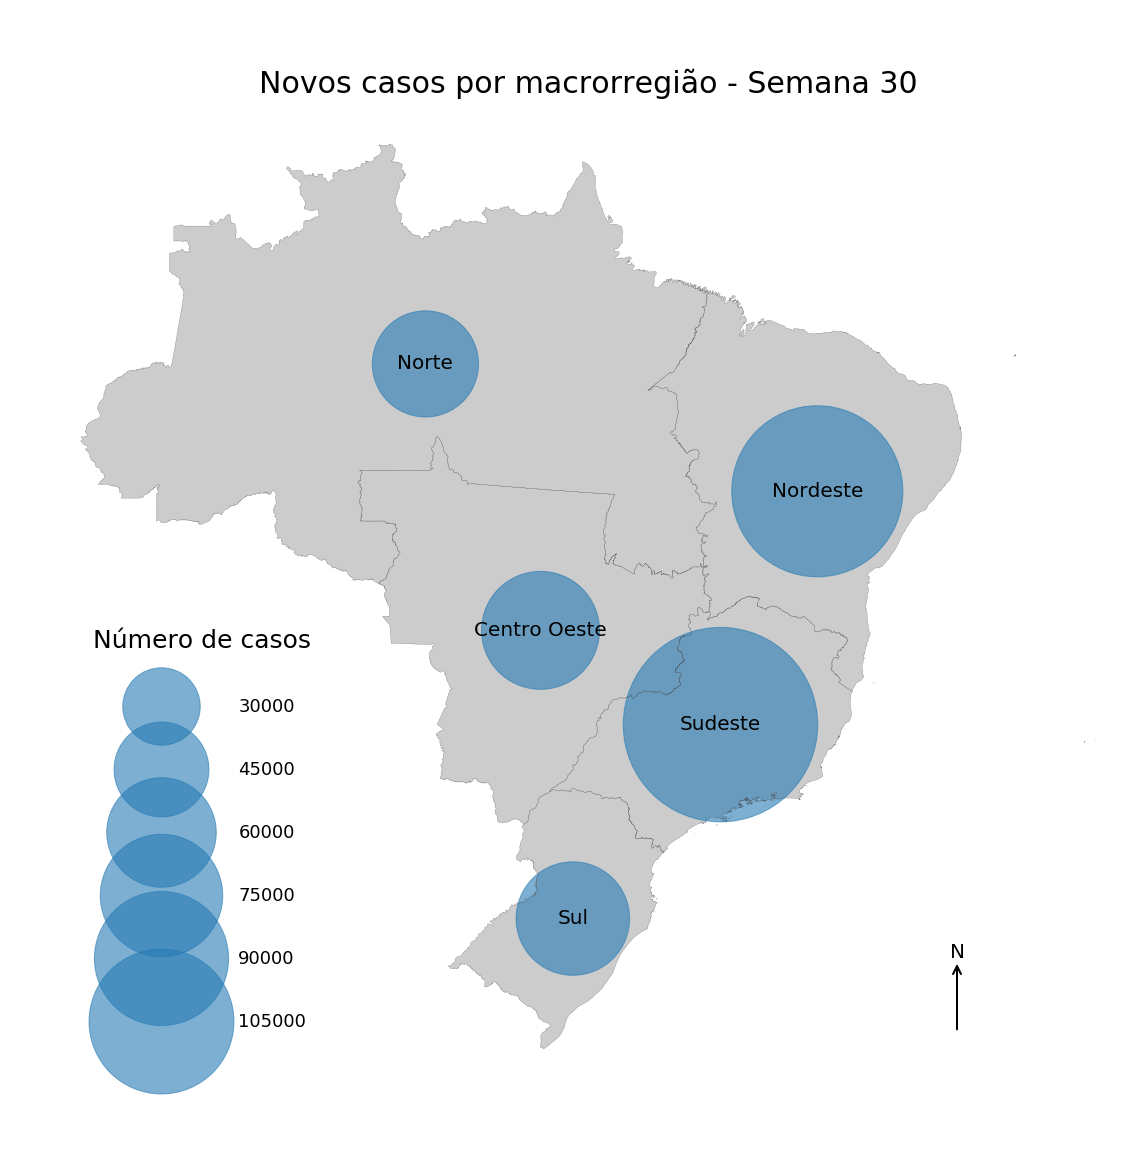 Novos casos por macrorregião - Semana 30
Norte
Nordeste
Centro Oeste
Número de casos
30000
Sudeste
45000
60000
75000
Sul
90000
N
105000